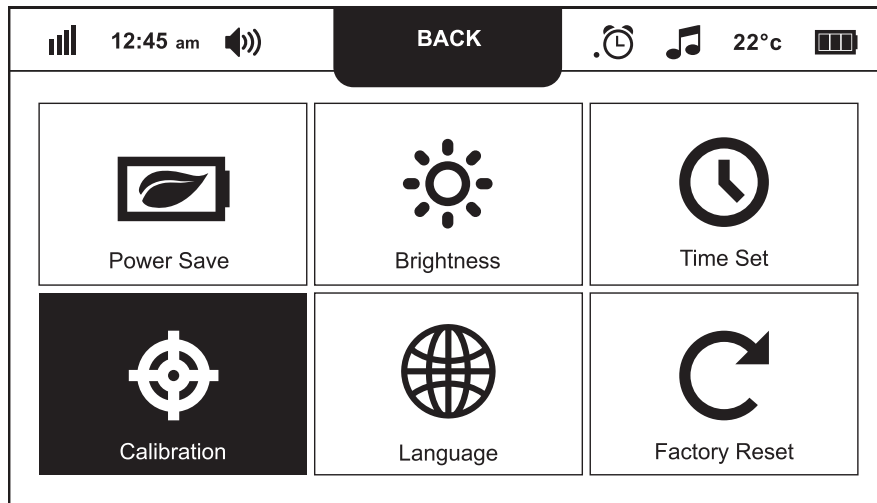 12:45 am BACK 22°c
Power Save Brightness Time Set
Calibration Language Factory Reset